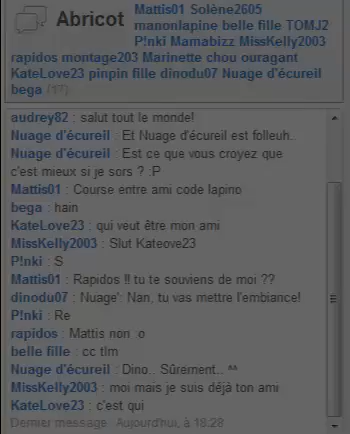 Abricot
Mattis01 Solène2605
manonlapine belle fille TOMJ2
P!nki Mamabizz MissKelly2003
rapidos montage203 Marinette chou ouragant
KateLove23 pinpin fille dinodu07 Nuage d'écureil
bega (17)
audrey82 : salut tout le monde!
Nuage d'écureil : Et Nuage d'écureil est folleuh..
Nuage d'écureil : Est ce que vous croyez que
c'est mieux si je sors ? :P
Mattis01 : Course entre ami code lapino
bega : hain
KateLove23 : qui veut être mon ami
MissKelly2003 : Slut Kateove23
P!nki : S
Mattis01 : Rapidos !! tu te souviens de moi ??
dinodu07 : Nuage': Nan, tu vas mettre l'embiance!
P!nki : Re
rapidos : Mattis non :o
belle fille : cc tlm
Nuage d'écureil : Dino.. Sûrement.. ^^
MissKelly2003 : moi mais je suis déjà ton ami
KateLove23 : c'est qui
Dernier message : Aujourd'hui, à 18:28